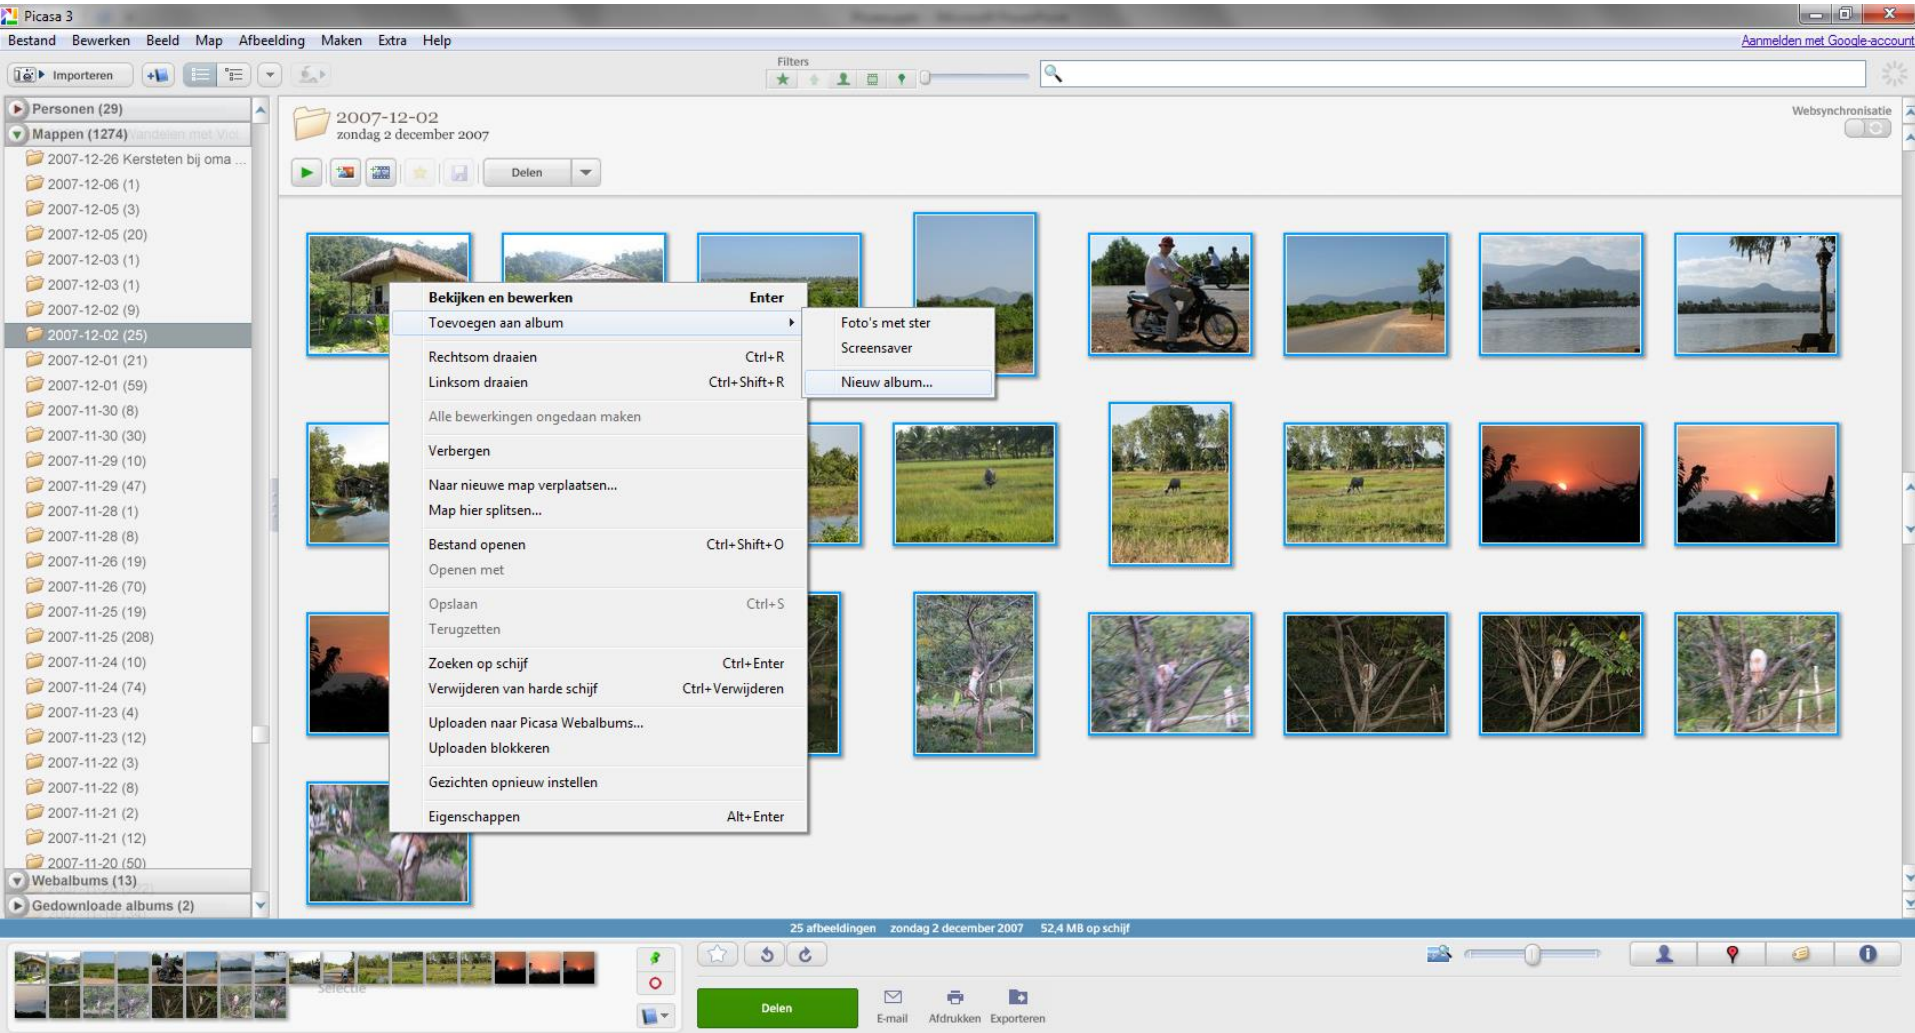 Picasa 3
Bestand Bewerken Beeld Map Afbeelding Maken Extra Help
Aanmelden met Google-account
Importeren
Filters
Personen (29)
Mappen (1274)
2007-12-26 Kersteten bij oma ...
2007-12-06 (1)
2007-12-05 (3)
2007-12-05 (20)
2007-12-03 (1)
2007-12-03 (1)
2007-12-02 (9)
2007-12-02 (25)
2007-12-01 (21)
2007-12-01 (59)
2007-11-30 (8)
2007-11-30 (30)
2007-11-29 (10)
2007-11-29 (47)
2007-11-28 (1)
2007-11-28 (8)
2007-11-26 (19)
2007-11-26 (70)
2007-11-25 (19)
2007-11-25 (208)
2007-11-24 (10)
2007-11-24 (74)
2007-11-23 (4)
2007-11-23 (12)
2007-11-22 (3)
2007-11-22 (8)
2007-11-21 (2)
2007-11-21 (12)
2007-11-20 (50)
Webalbums (13)
Gedownloade albums (2)
2007-12-02
zondag 2 december 2007
Websynchronisatie
Delen
Bekijken en bewerken Enter
Toevoegen aan album
Rechtsom draaien Ctrl+R
Linksom draaien Ctrl+Shift+R
Alle bewerkingen ongedaan maken
Verbergen
Naar nieuwe map verplaatsen...
Map hier splitsen...
Bestand openen Ctrl+Shift+O
Openen met
Opslaan Ctrl+S
Terugzetten
Zoeken op schijf Ctrl+Enter
Verwijderen van harde schijf Ctrl+Verwijderen
Uploaden naar Picasa Webalbums...
Uploaden blokkeren
Gezichten opnieuw instellen
Eigenschappen Alt+Enter
Foto's met ster
Screensaver
Nieuw album...
25 afbeeldingen zondag 2 december 2007 52,4 MB op schijf
Selectie
Delen
E-mail Afdrukken Exporteren